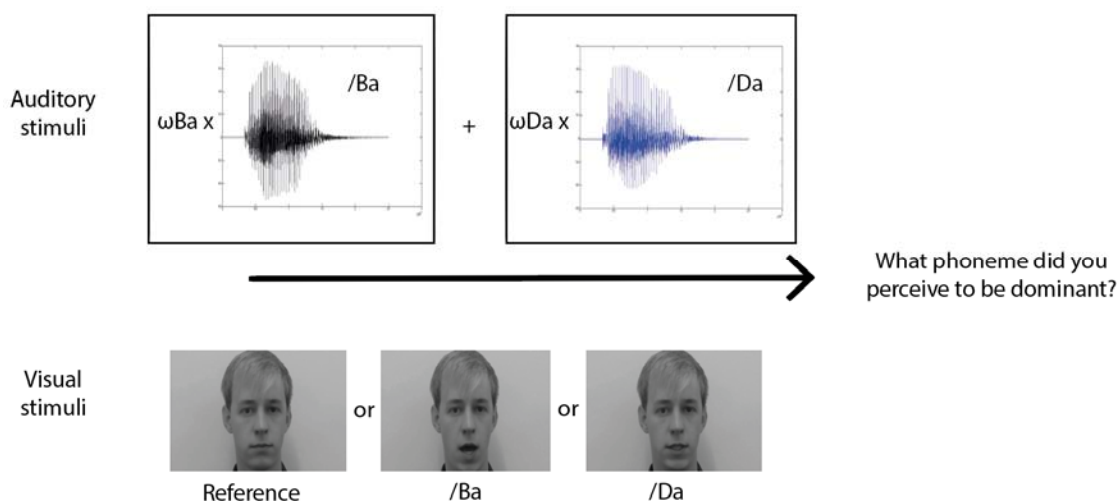 Auditory
stimuli
ωBa x
/Ba
+
ωDa x
/Da
What phoneme did you
perceive to be dominant?
Visual
stimuli
or
or
Reference
/Ba
/Da